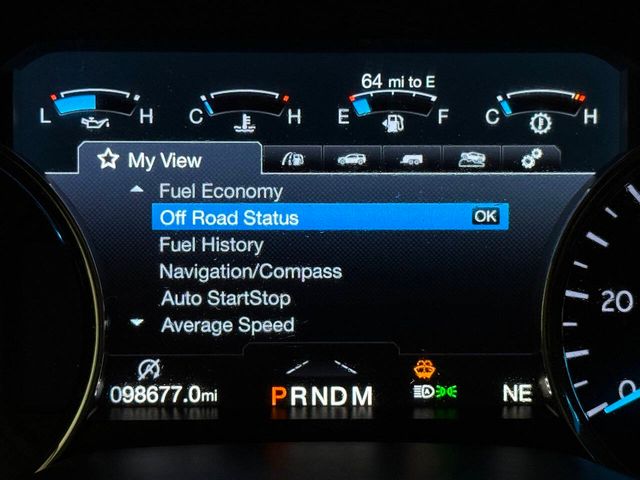 64 mi to E
L H C H E F C H
My View
Fuel Economy
Off Road Status OK
Fuel History
Navigation/Compass
Auto StartStop
Average Speed
20
0
098677.0mi PRNDM A NE